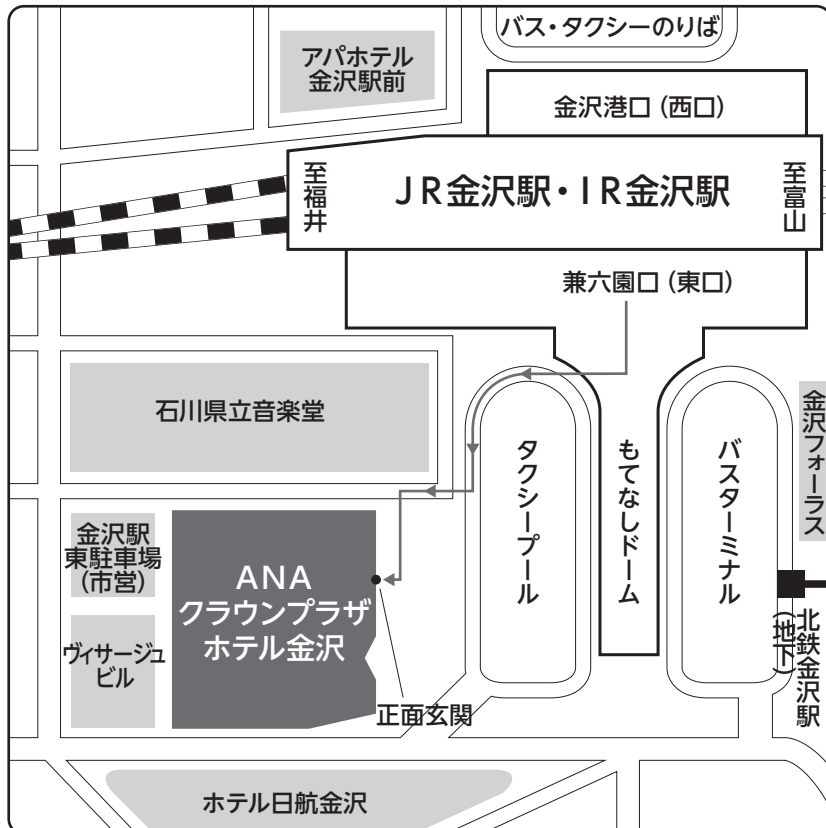 バス・タクシーのりば
アパホテル
金沢駅前
金沢港口（西口）
至福井
JR金沢駅・IR金沢駅
至富山
兼六園口（東口）
石川県立音楽堂
タクシープール
もてなしドーム
バスターミナル
金沢フォーラス
金沢駅
東駐車場
（市営）
ANA
クラウンプラザ
ホテル金沢
ヴィサージュ
ビル
正面玄関
北鉄金沢駅
（地下）
ホテル日航金沢